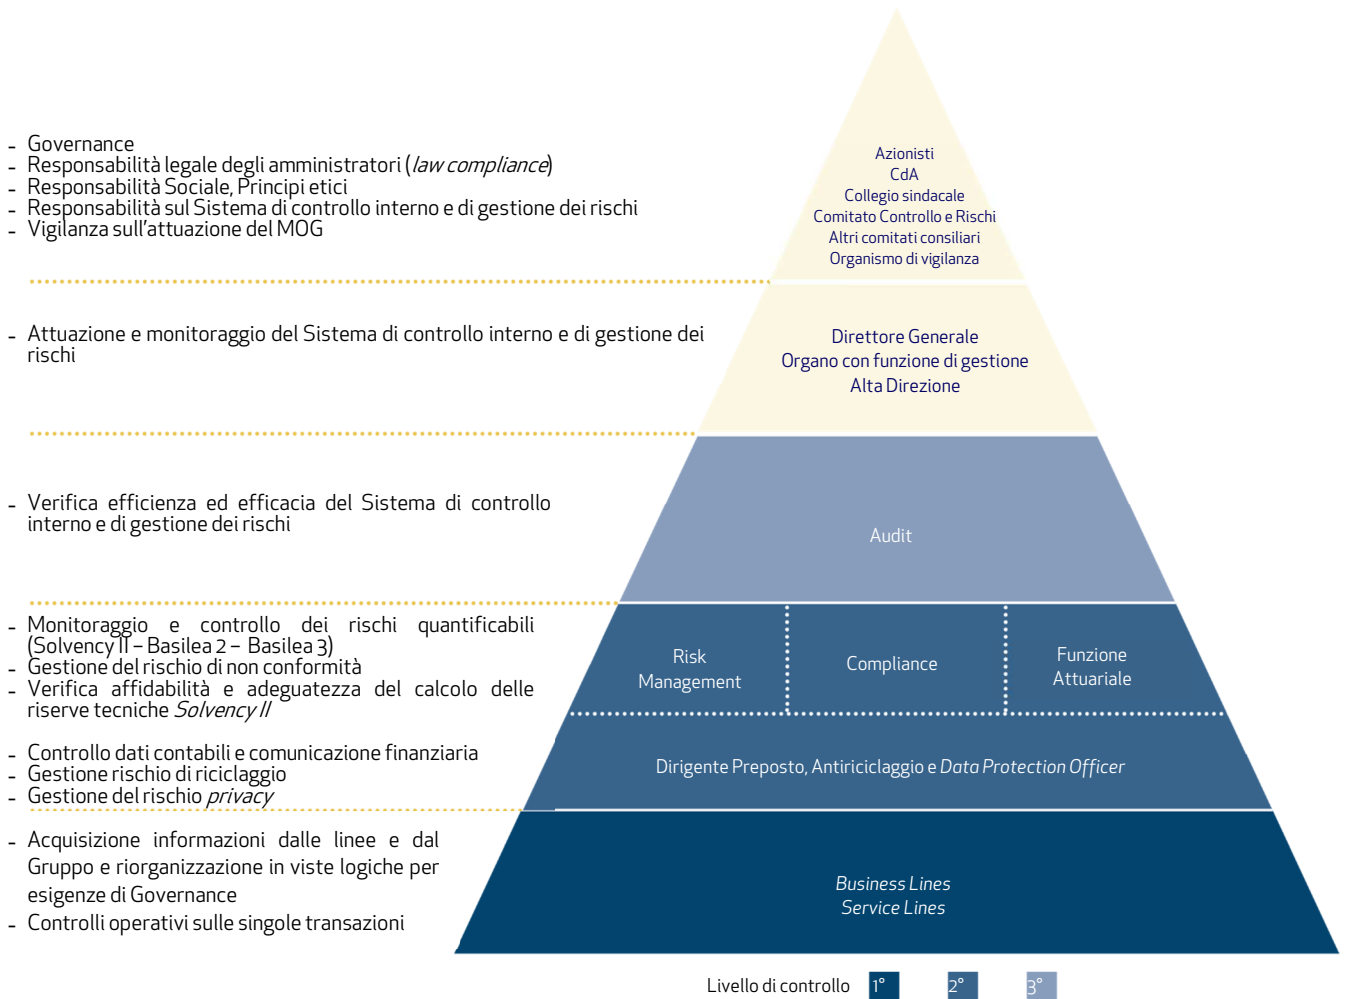 - Governance
- Responsabilità legale degli amministratori (law compliance)
- Responsabilità Sociale, Principi etici
- Responsabilità sul Sistema di controllo interno e di gestione dei rischi
- Vigilanza sull'attuazione del MOG
Azionisti
CdA
Collegio sindacale
Comitato Controllo e Rischi
Altri comitati consiliari
Organismo di vigilanza
- Attuazione e monitoraggio del Sistema di controllo interno e di gestione dei
rischi
Direttore Generale
Organo con funzione di gestione
Alta Direzione
- Verifica efficienza ed efficacia del Sistema di controllo
interno e di gestione dei rischi
Audit
- Monitoraggio e controllo dei rischi quantificabili
(Solvency II – Basilea 2 – Basilea 3)
- Gestione del rischio di non conformità
- Verifica affidabilità e adeguatezza del calcolo delle
riserve tecniche Solvency II
Risk
Management
Compliance
Funzione
Attuariale
- Controllo dati contabili e comunicazione finanziaria
- Gestione rischio di riciclaggio
- Gestione del rischio privacy
Dirigente Preposto, Antiriciclaggio e Data Protection Officer
- Acquisizione informazioni dalle linee e dal
Gruppo e riorganizzazione in viste logiche per
esigenze di Governance
- Controlli operativi sulle singole transazioni
Business Lines
Service Lines
Livello di controllo 1° 2° 3°